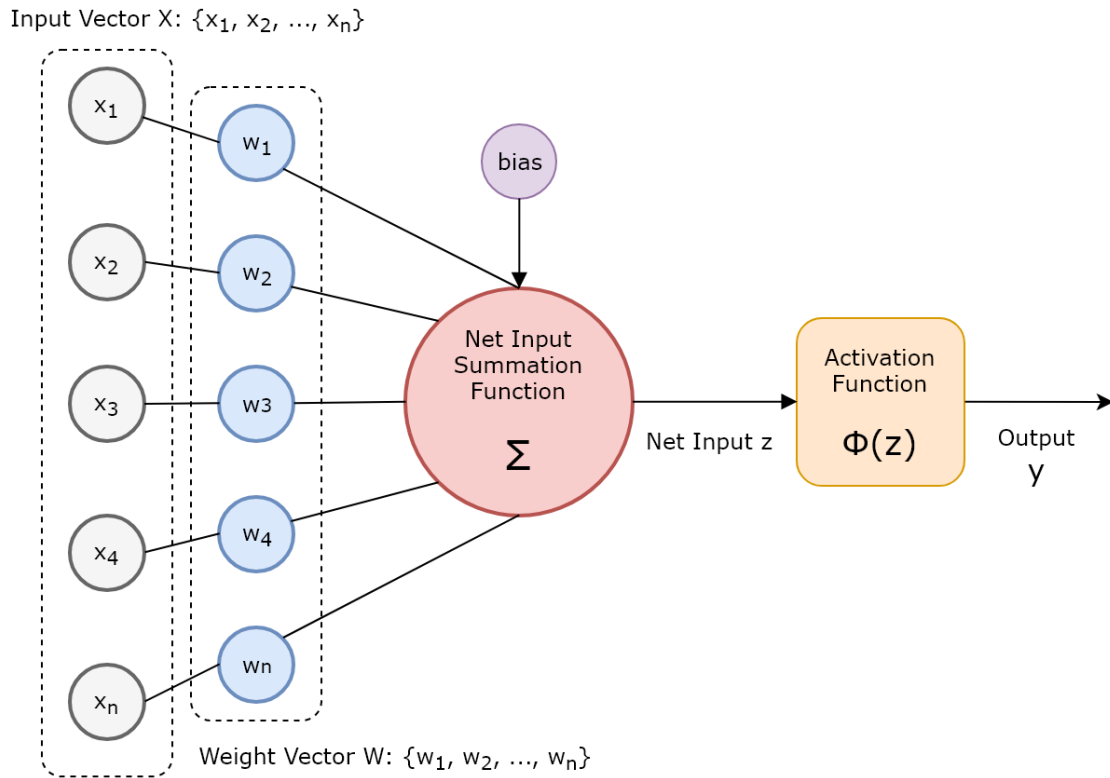 Input Vector X: {x₁, x₂, ..., xₙ}
x₁
w₁
bias
x₂
w₂
Net Input
Summation
Function
Σ
Activation
Function
Φ(z)
x₃
w3
Net Input z
Output
y
x₄
w₄
xₙ
wn
Weight Vector W: {w₁, w₂, ..., wₙ}